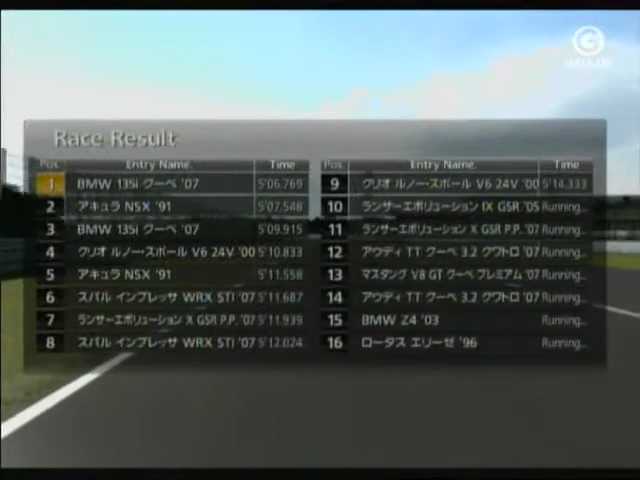 G
Race Result
Pos. Entry Name. Time
1 BMW 135i クーペ '07 5'06.769
2 アキュラ NSX '91 5'07.548
3 BMW 135i クーペ '07 5'09.915
4 クリオ ルノー・スポール V6 24V '00 5'10.833
5 アキュラ NSX '91 5'11.558
6 スバル インプレッサ WRX STI '07 5'11.687
7 ランサーエボリューション X GSR P.P. '07 5'11.939
8 スバル インプレッサ WRX STI '07 5'12.024
Pos. Entry Name. Time
9 クリオ ルノー・スポール V6 24V '00 5'14.333
10 ランサーエボリューション IX GSR '05 Running...
11 ランサーエボリューション X GSR P.P. '07 Running...
12 アウディ TT クーペ 3.2 クワトロ '07 Running...
13 マスタング V8 GT クーペ プレミアム '07 Running...
14 アウディ TT クーペ 3.2 クワトロ '07 Running...
15 BMW Z4 '03 Running...
16 ロータス エリーゼ '96 Running...